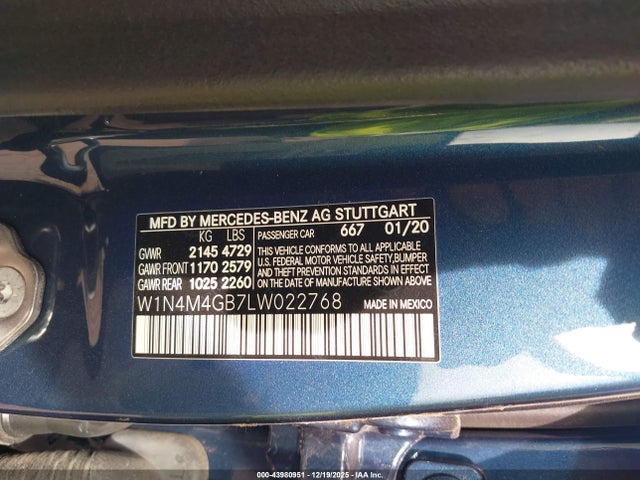 MFD BY MERCEDES-BENZ AG STUTTGART
KG LBS PASSENGER CAR 667 01/20
GVWR 2145 4729 THIS VEHICLE CONFORMS TO ALL APPLICABLE
U.S. FEDERAL MOTOR VEHICLE SAFETY,BUMPER
GAWR FRONT 1170 2579 AND THEFT PREVENTION STANDARDS IN EFFECT
GAWR REAR 1025 2260 ON THE DATE OF MANUFACTURE SHOWN ABOVE
W1N4M4GB7LW022768 MADE IN MEXICO
000-43980951 | 12/19/2025 | IAA Inc.